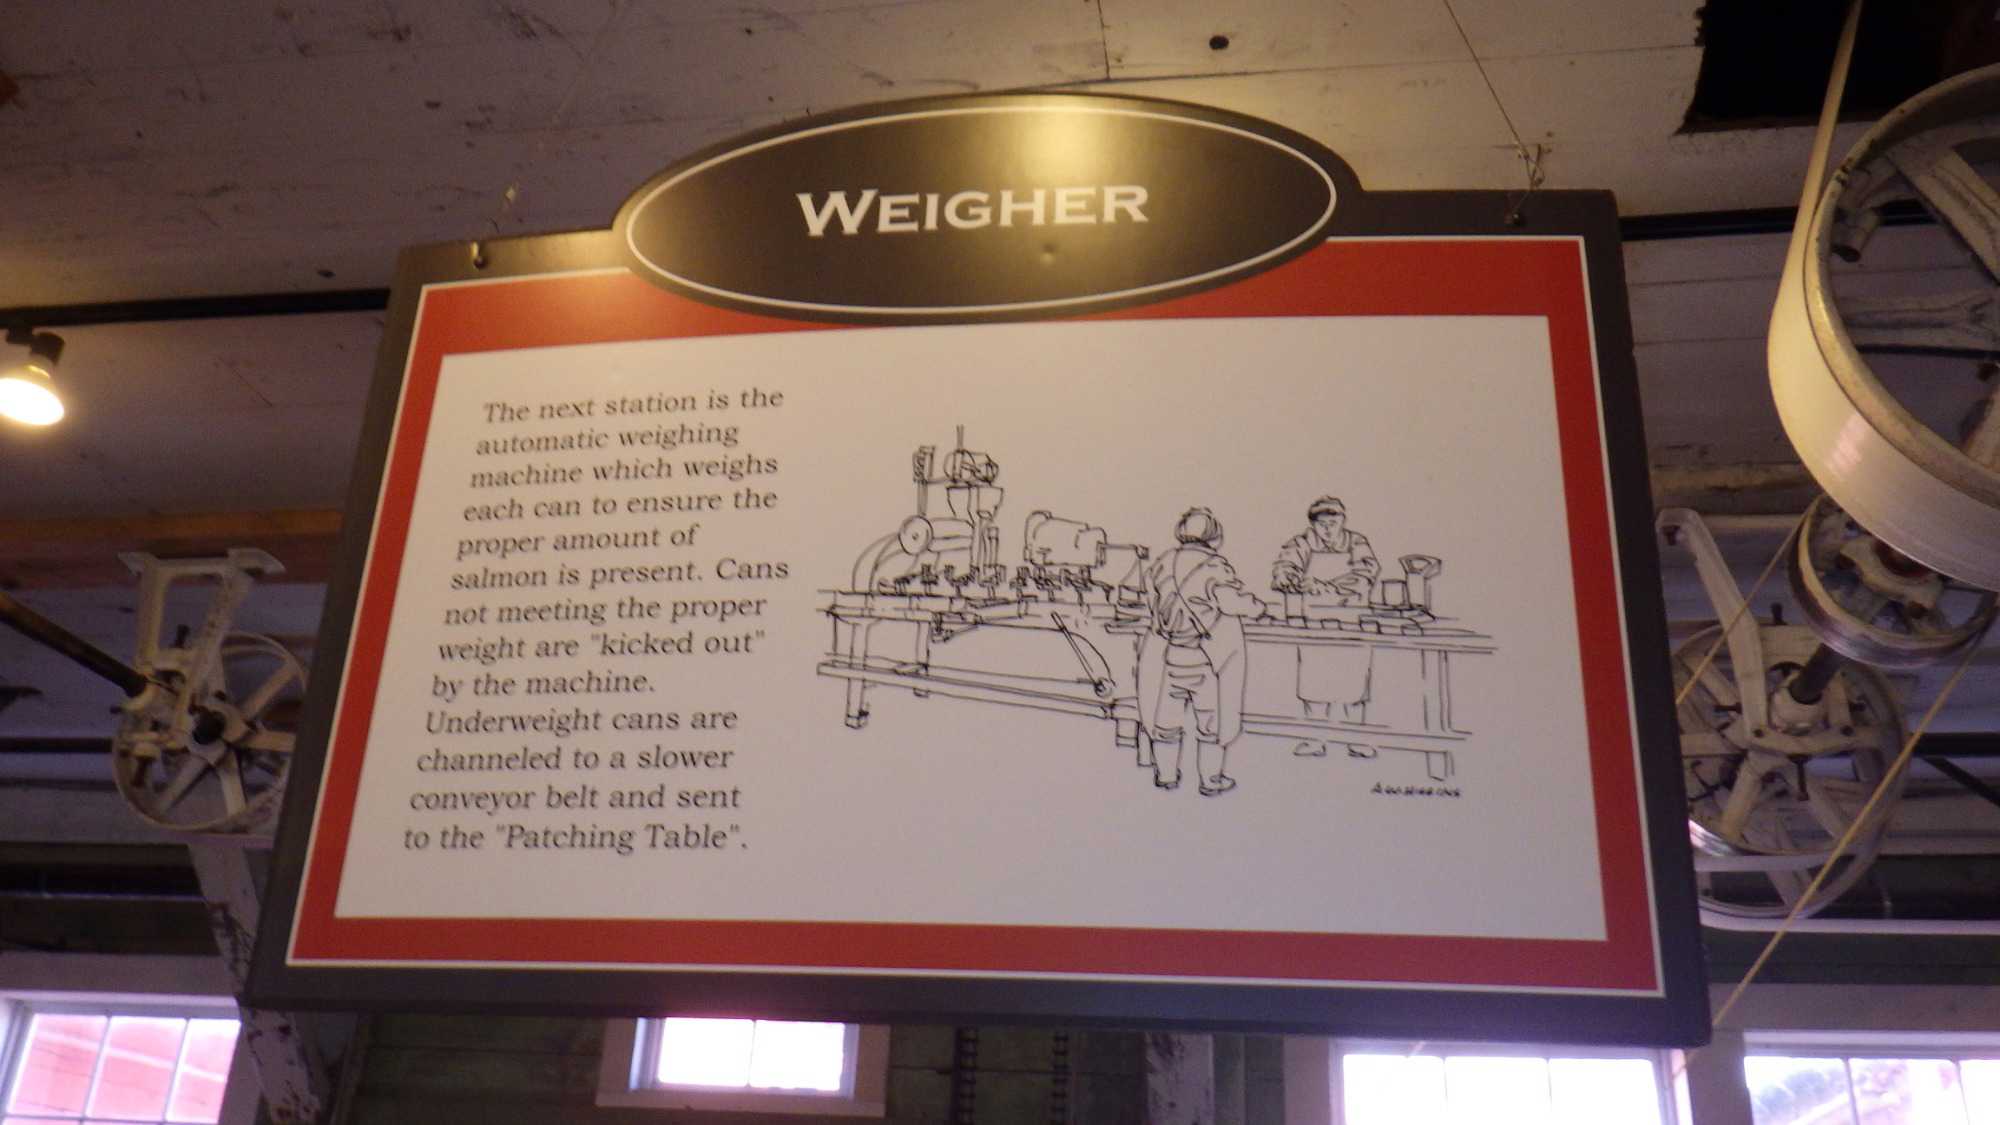 WEIGHER
The next station is the
automatic weighing
machine which weighs
each can to ensure the
proper amount of
salmon is present. Cans
not meeting the proper
weight are "kicked out"
by the machine.
Underweight cans are
channeled to a slower
conveyor belt and sent
to the "Patching Table".